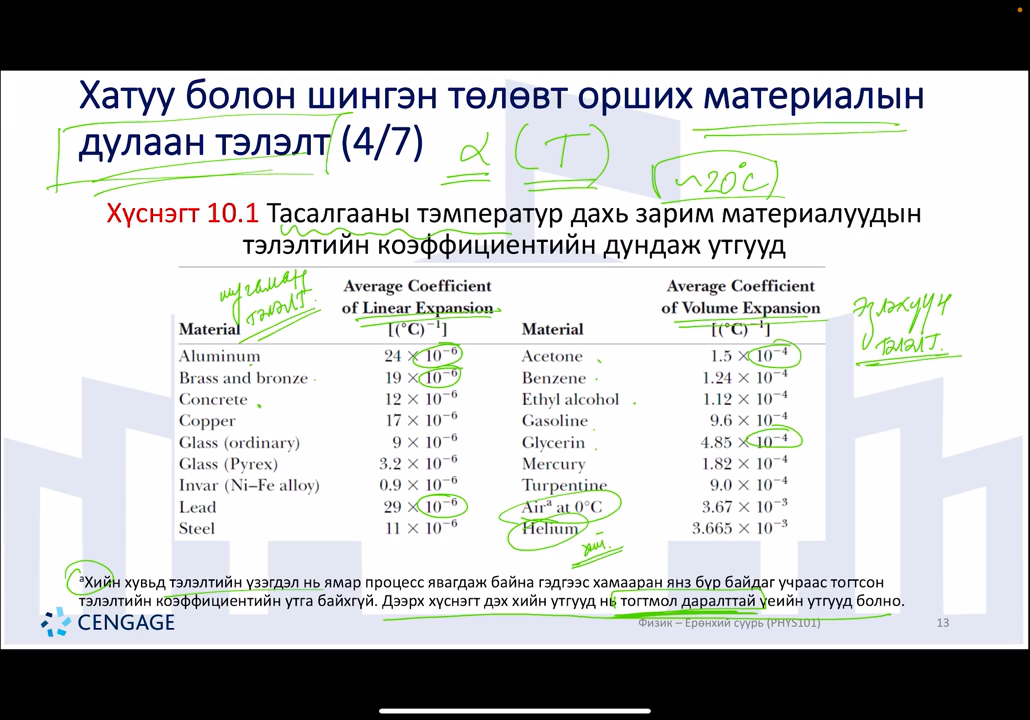 Хатуу болон шингэн төлөвт орших материалын
дулаан тэлэлт (4/7)
α (T)
~20°C
Хүснэгт 10.1 Тасалгааны тэмператур дахь зарим материалуудын
тэлэлтийн коэффициентийн дундаж утгууд
шугаман
тэлэлт.
Average Coefficient
of Linear Expansion
Material [(°C)⁻¹]
Average Coefficient
of Volume Expansion
Material [(°C)⁻¹]
эзлэхүүн
тэлэлт.
Aluminum 24 × 10⁻⁶ Acetone 1.5 × 10⁻⁴
Brass and bronze 19 × 10⁻⁶ Benzene 1.24 × 10⁻⁴
Concrete 12 × 10⁻⁶ Ethyl alcohol 1.12 × 10⁻⁴
Copper 17 × 10⁻⁶ Gasoline 9.6 × 10⁻⁴
Glass (ordinary) 9 × 10⁻⁶ Glycerin 4.85 × 10⁻⁴
Glass (Pyrex) 3.2 × 10⁻⁶ Mercury 1.82 × 10⁻⁴
Invar (Ni–Fe alloy) 0.9 × 10⁻⁶ Turpentine 9.0 × 10⁻⁴
Lead 29 × 10⁻⁶ Airᵃ at 0°C 3.67 × 10⁻³
Steel 11 × 10⁻⁶ Helium 3.665 × 10⁻³
хий.
ᵃХийн хувьд тэлэлтийн үзэгдэл нь ямар процесс явагдаж байна гэдгээс хамааран янз бүр байдаг учраас тогтсон
тэлэлтийн коэффициентийн утга байхгүй. Дээрх хүснэгт дэх хийн утгууд нь тогтмол даралттай үеийн утгууд болно.
CENGAGE
Физик – Ерөнхий суурь (PHYS101)
13